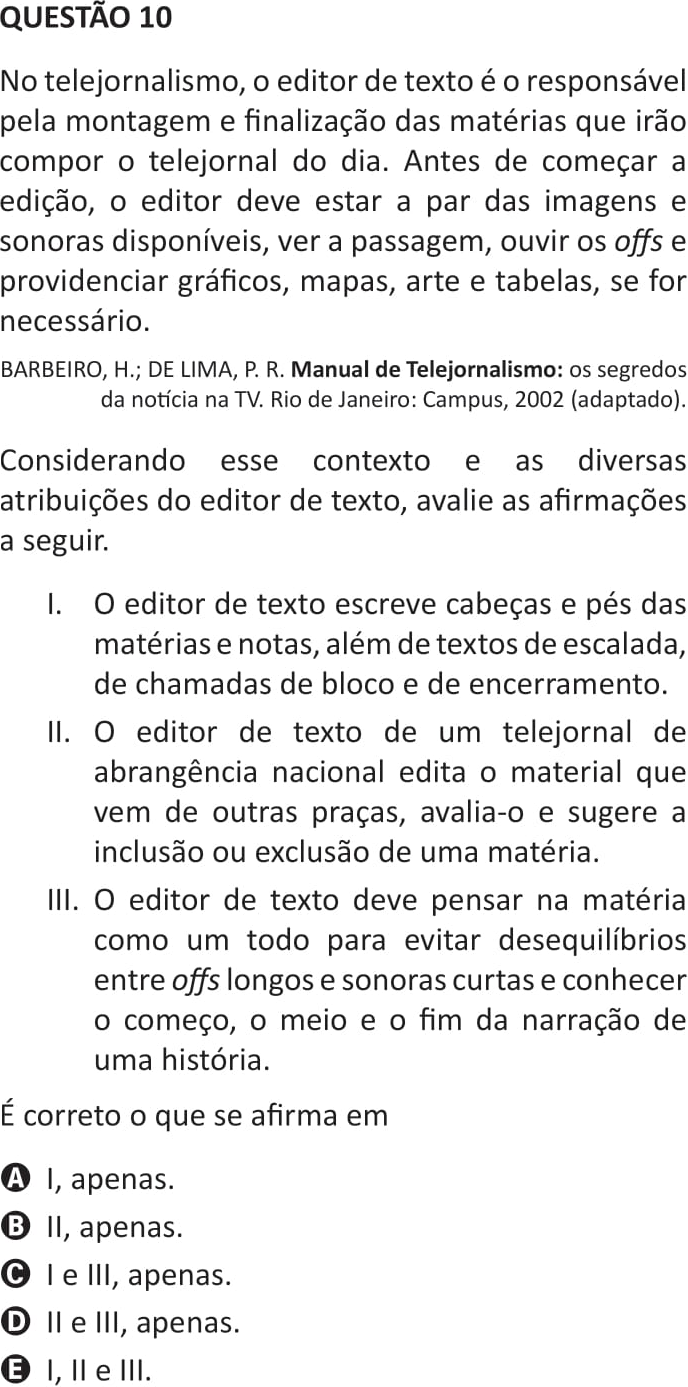 QUESTÃO 10
No telejornalismo, o editor de texto é o responsável
pela montagem e finalização das matérias que irão
compor o telejornal do dia. Antes de começar a
edição, o editor deve estar a par das imagens e
sonoras disponíveis, ver a passagem, ouvir os offs e
providenciar gráficos, mapas, arte e tabelas, se for
necessário.
BARBEIRO, H.; DE LIMA, P. R. Manual de Telejornalismo: os segredos
da notícia na TV. Rio de Janeiro: Campus, 2002 (adaptado).
Considerando esse contexto e as diversas
atribuições do editor de texto, avalie as afirmações
a seguir.
I. O editor de texto escreve cabeças e pés das
matérias e notas, além de textos de escalada,
de chamadas de bloco e de encerramento.
II. O editor de texto de um telejornal de
abrangência nacional edita o material que
vem de outras praças, avalia-o e sugere a
inclusão ou exclusão de uma matéria.
III. O editor de texto deve pensar na matéria
como um todo para evitar desequilíbrios
entre offs longos e sonoras curtas e conhecer
o começo, o meio e o fim da narração de
uma história.
É correto o que se afirma em
A I, apenas.
B II, apenas.
C I e III, apenas.
D II e III, apenas.
E I, II e III.